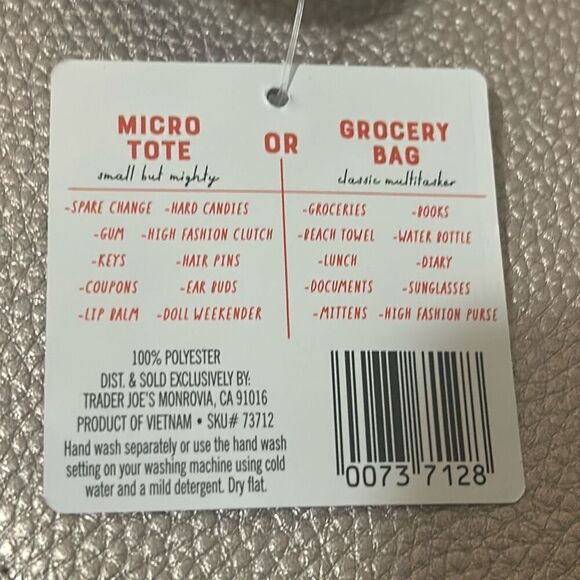 MICRO
TOTE
small but mighty
OR
GROCERY
BAG
classic multitasker
-SPARE CHANGE -HARD CANDIES
-GUM -HIGH FASHION CLUTCH
-KEYS -HAIR PINS
-COUPONS -EAR BUDS
-LIP BALM -DOLL WEEKENDER
-GROCERIES -BOOKS
-BEACH TOWEL -WATER BOTTLE
-LUNCH -DIARY
-DOCUMENTS -SUNGLASSES
-MITTENS -HIGH FASHION PURSE
100% POLYESTER
DIST. & SOLD EXCLUSIVELY BY:
TRADER JOE'S MONROVIA, CA 91016
PRODUCT OF VIETNAM • SKU# 73712
Hand wash separately or use the hand wash
setting on your washing machine using cold
water and a mild detergent. Dry flat.
0073 7128